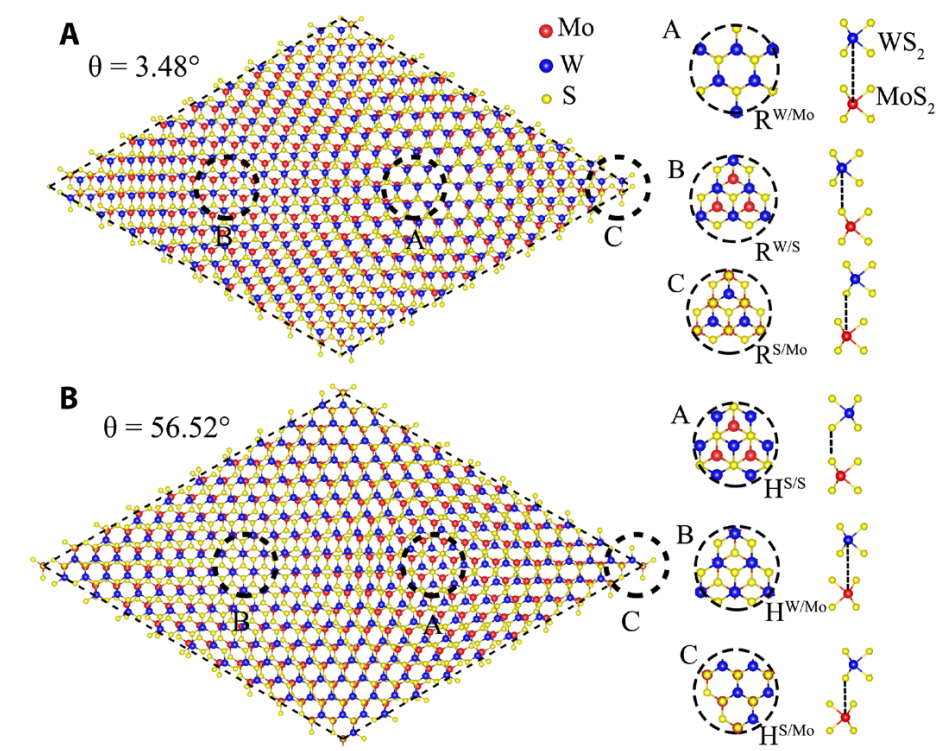 A
θ = 3.48°
Mo
W
S
B
A
C
A
R^W/Mo
WS₂
MoS₂
B
R^W/S
C
R^S/Mo
B
θ = 56.52°
B
A
C
A
H^S/S
B
H^W/Mo
C
H^S/Mo